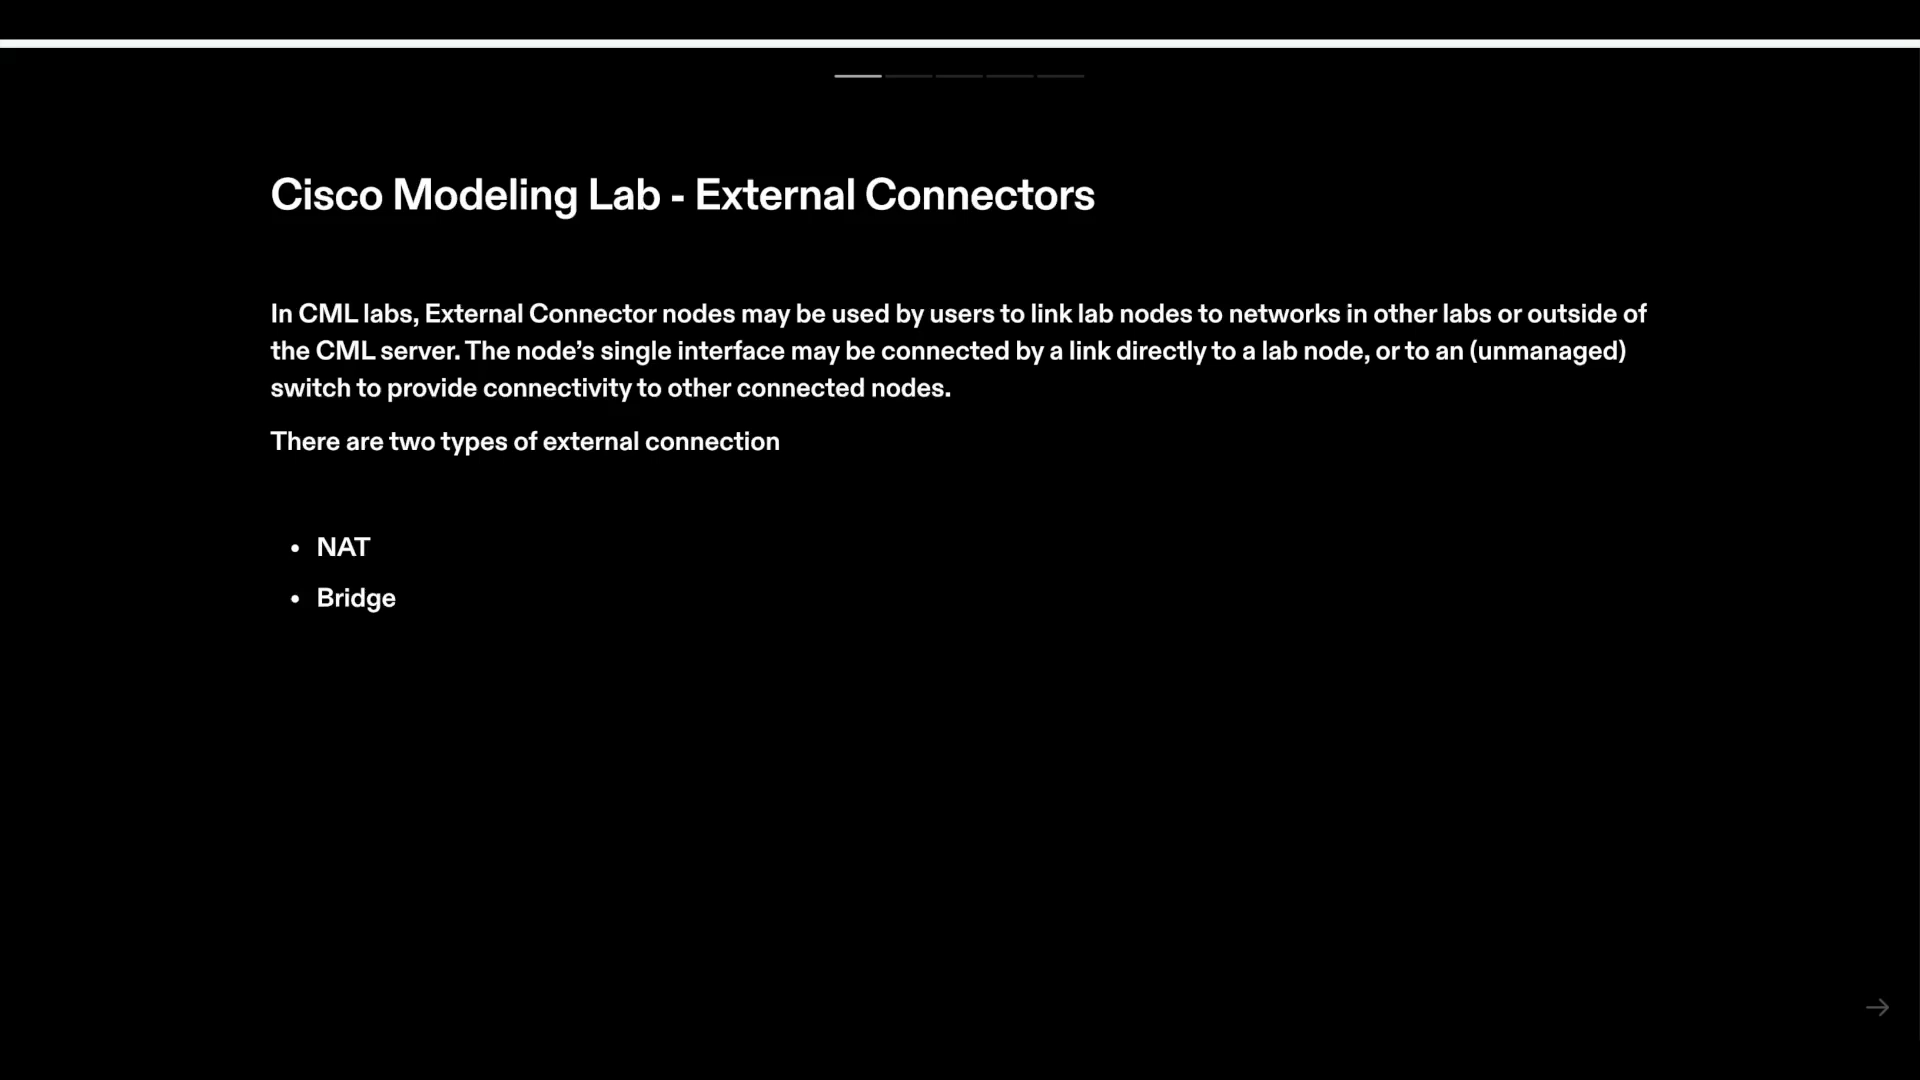 Cisco Modeling Lab - External Connectors
In CML labs, External Connector nodes may be used by users to link lab nodes to networks in other labs or outside of
the CML server. The node’s single interface may be connected by a link directly to a lab node, or to an (unmanaged)
switch to provide connectivity to other connected nodes.
There are two types of external connection
• NAT
• Bridge